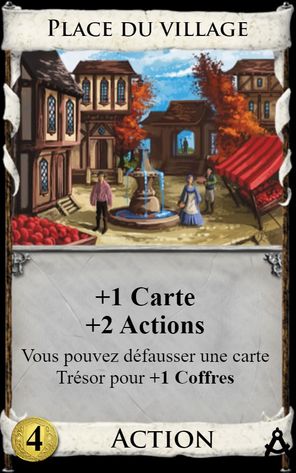 PLACE DU VILLAGE
+1 Carte
+2 Actions
Vous pouvez défausser une carte
Trésor pour +1 Coffres
4
ACTION